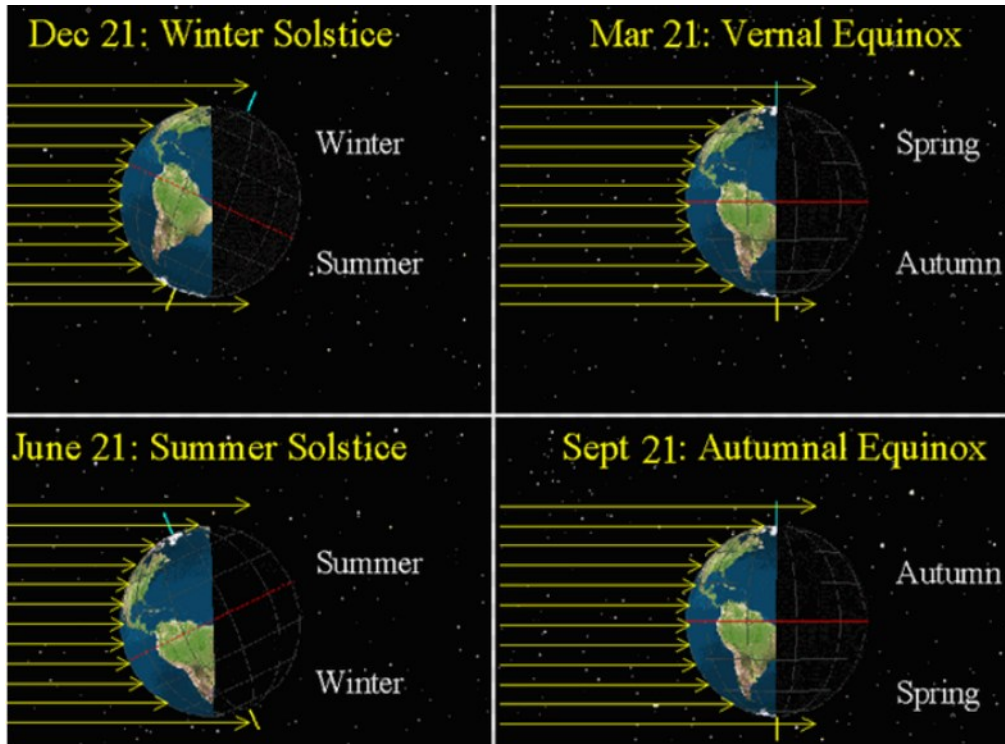 Dec 21: Winter Solstice
Winter
Summer
Mar 21: Vernal Equinox
Spring
Autumn
June 21: Summer Solstice
Summer
Winter
Sept 21: Autumnal Equinox
Autumn
Spring